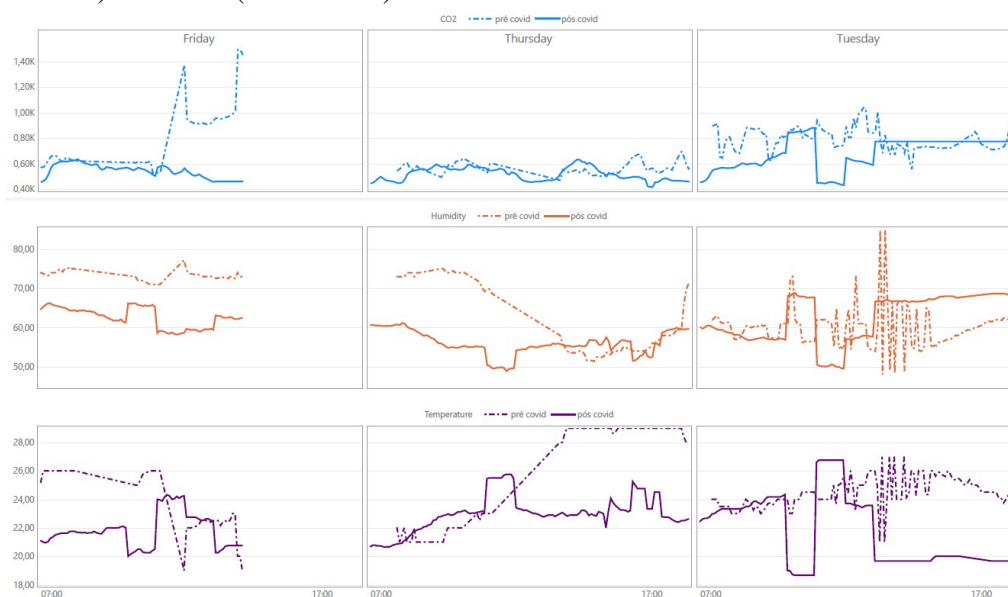 CO2 pré covid pós covid
Friday Thursday Tuesday
1,40K
1,20K
1,00K
0,80K
0,60K
0,40K
Humidity pré covid pós covid
80,00
70,00
60,00
50,00
Temperature pré covid pós covid
28,00
26,00
24,00
22,00
20,00
18,00
07:00 17:00 07:00 17:00 07:00 17:00